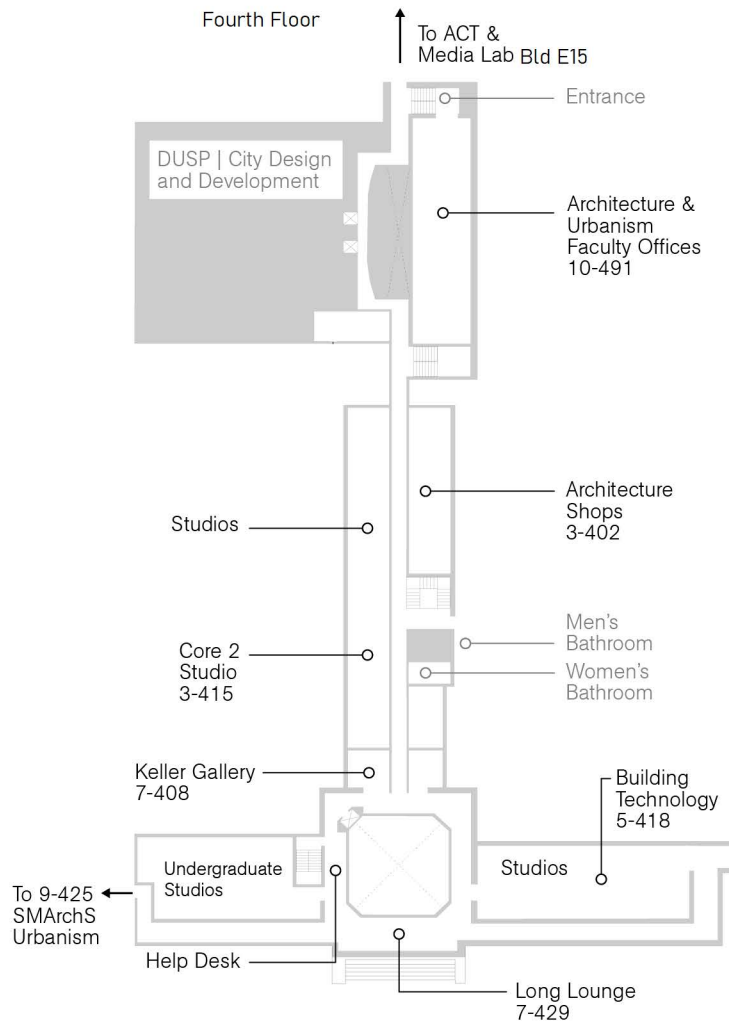 Fourth Floor
To ACT &
Media Lab Bld E15
Entrance
DUSP | City Design
and Development
Architecture &
Urbanism
Faculty Offices
10-491
Architecture
Shops
3-402
Studios
Men's
Bathroom
Core 2
Studio
3-415
Women's
Bathroom
Keller Gallery
7-408
Building
Technology
5-418
Undergraduate
Studios
Studios
To 9-425
SMArchS
Urbanism
Help Desk
Long Lounge
7-429